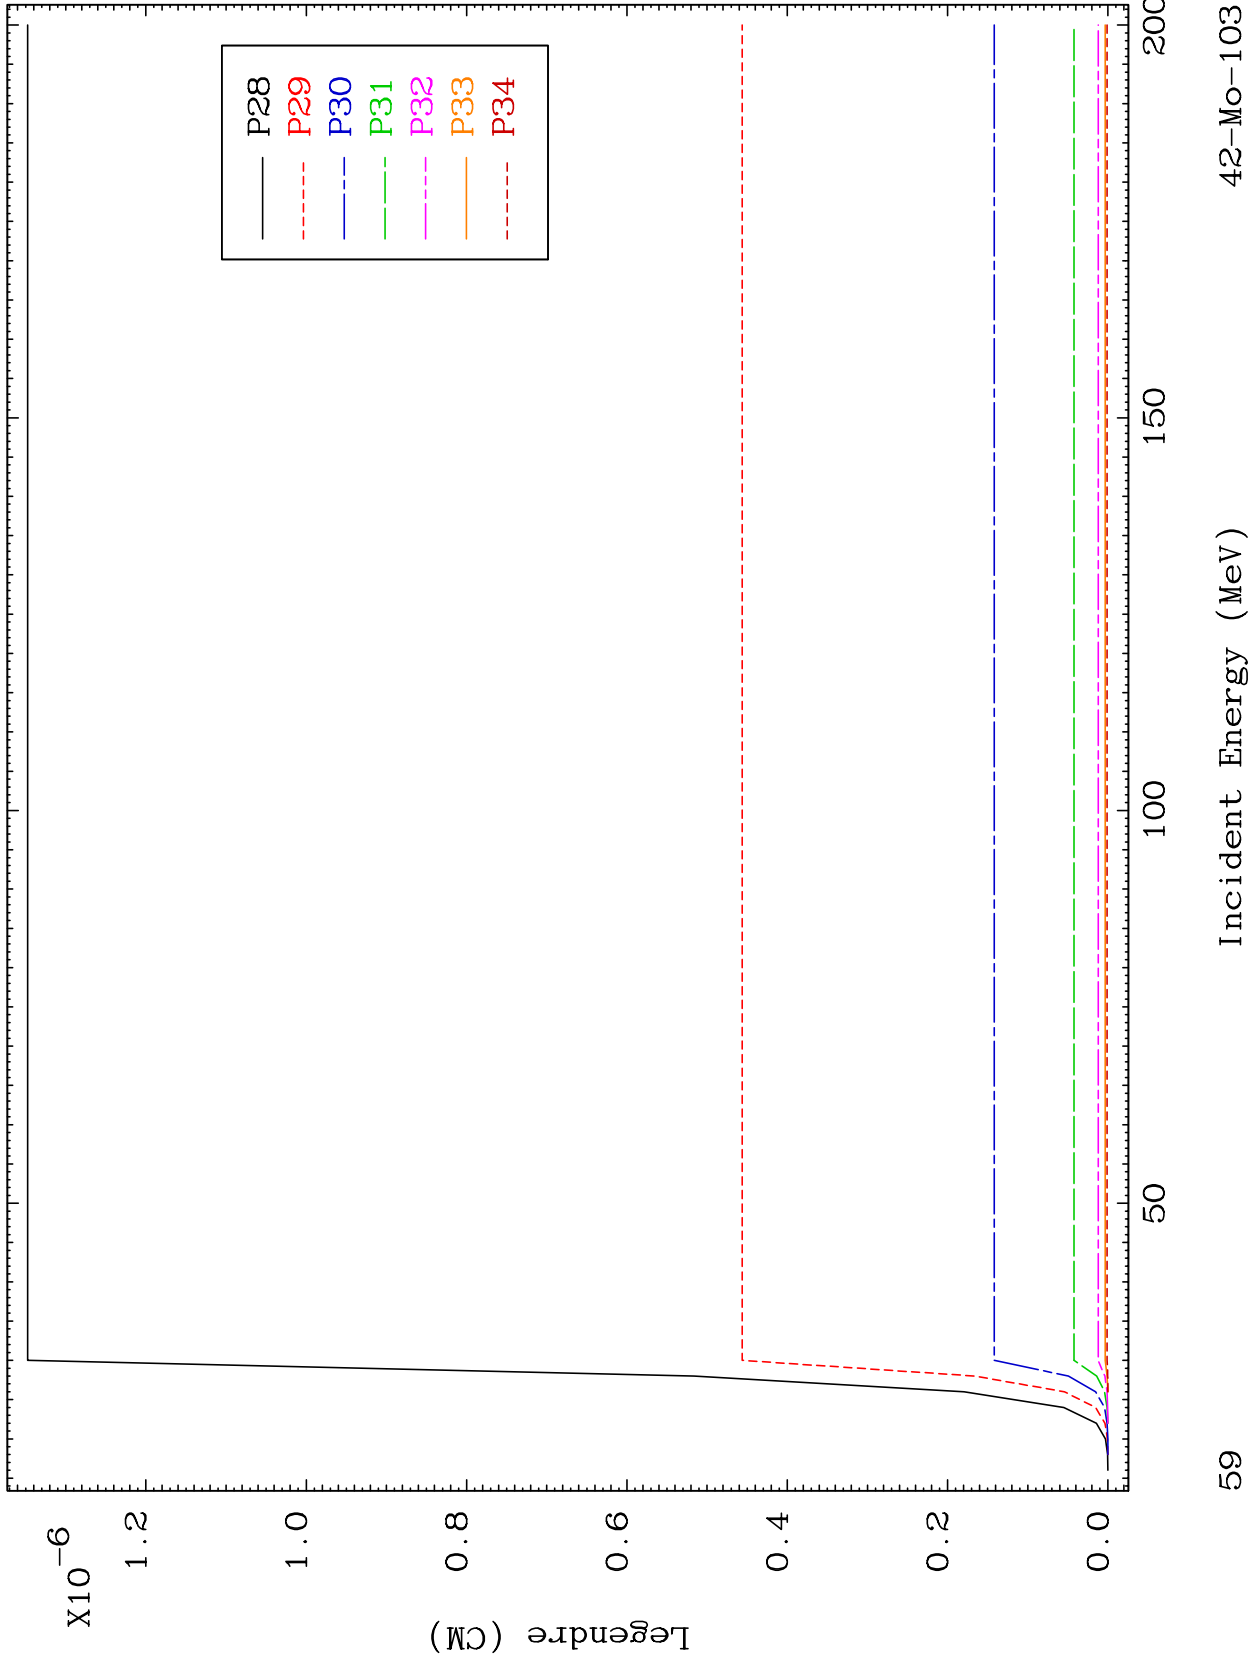 X10-6
1.2
1.0
0.8
0.6
0.4
0.2
0.0
Legendre (CM)
P28
P29
P30
P31
P32
P33
P34
50
100
150
200
Incident Energy (MeV)
59
42-Mo-103